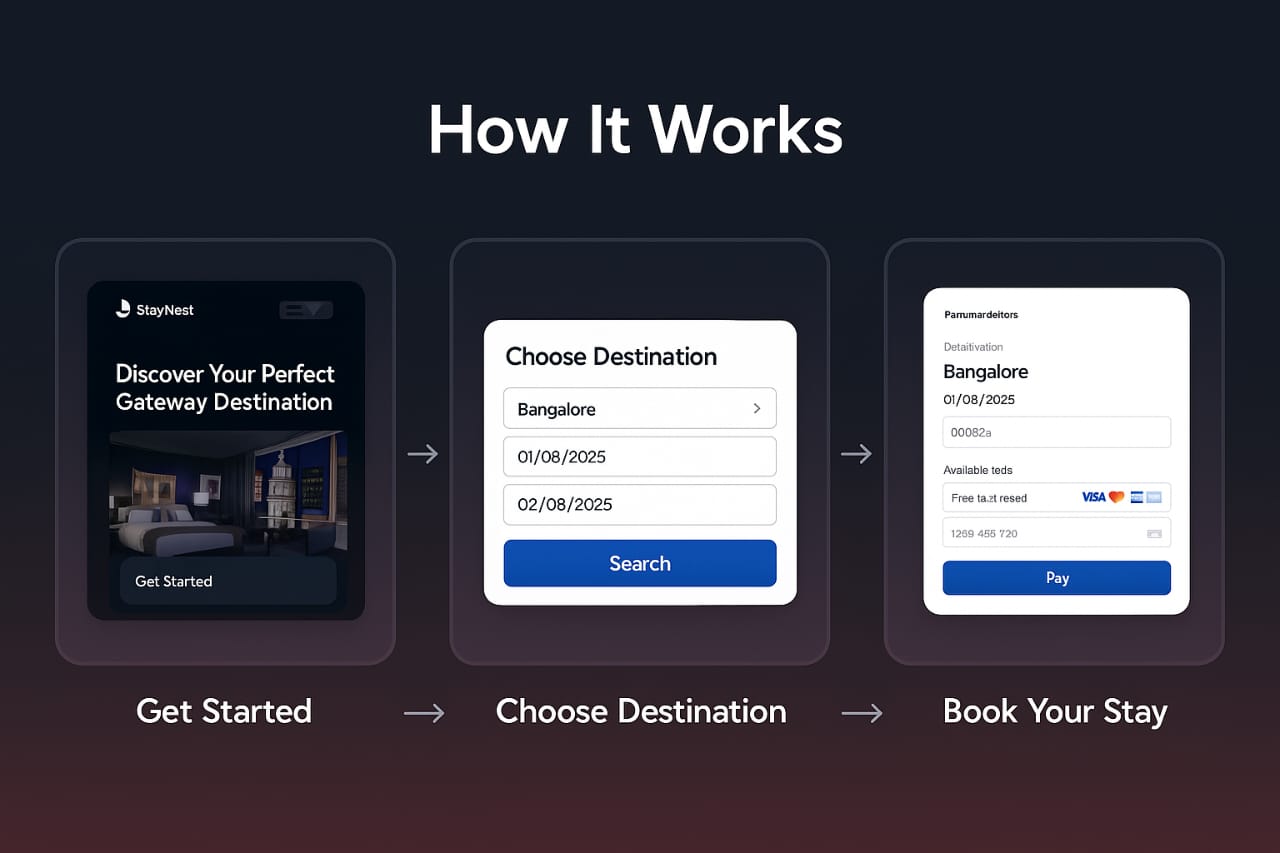 How It Works
StayNest
Discover Your Perfect
Gateway Destination
Get Started
Choose Destination
Bangalore
01/08/2025
02/08/2025
Search
Parrumardeitors
Detaitivation
Bangalore
01/08/2025
00082a
Available teds
Free ta.zt resed
VISA
1269 455 720
Pay
Get Started
Choose Destination
Book Your Stay